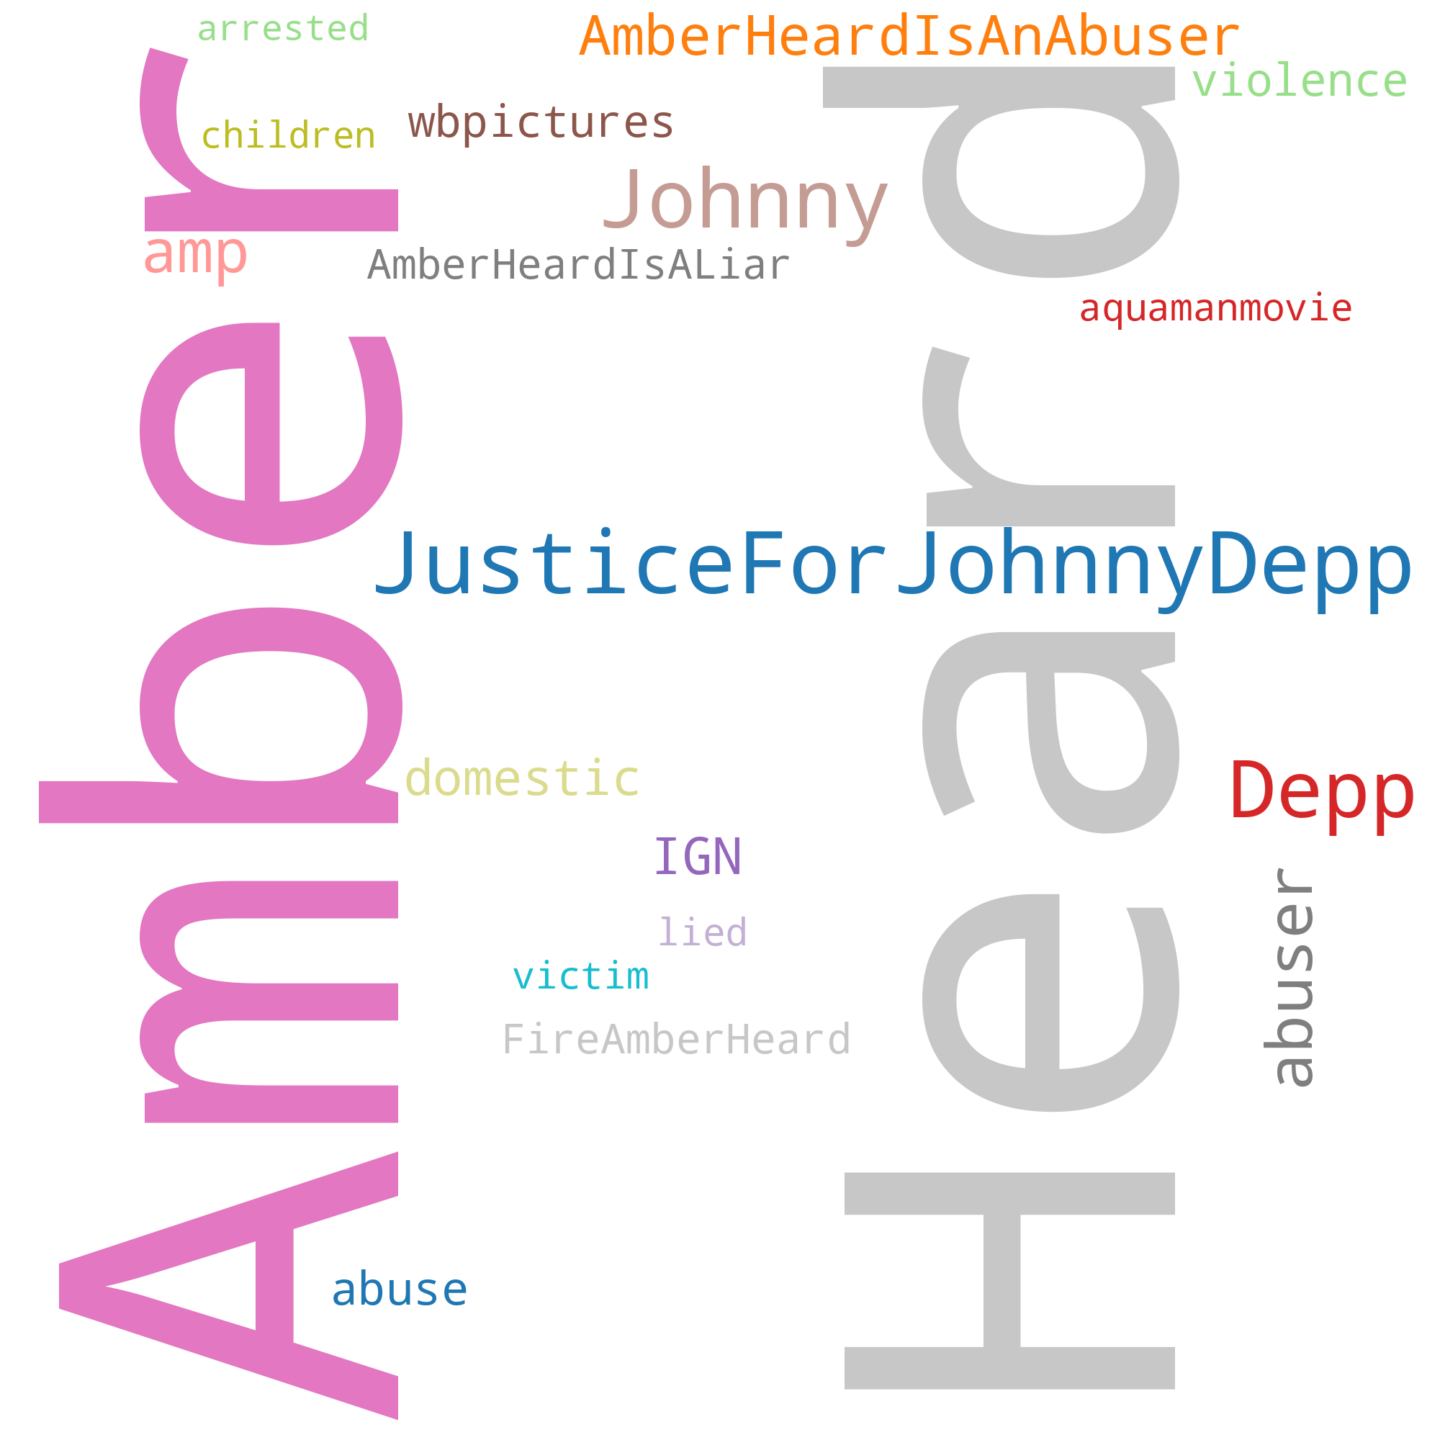 arrested
AmberHeardIsAnAbuser
violence
children
wbpictures
Johnny
amp
AmberHeardIsALiar
aquamanmovie
Amber
Heard
JusticeForJohnnyDepp
domestic
Depp
IGN
abuser
lied
victim
FireAmberHeard
abuse